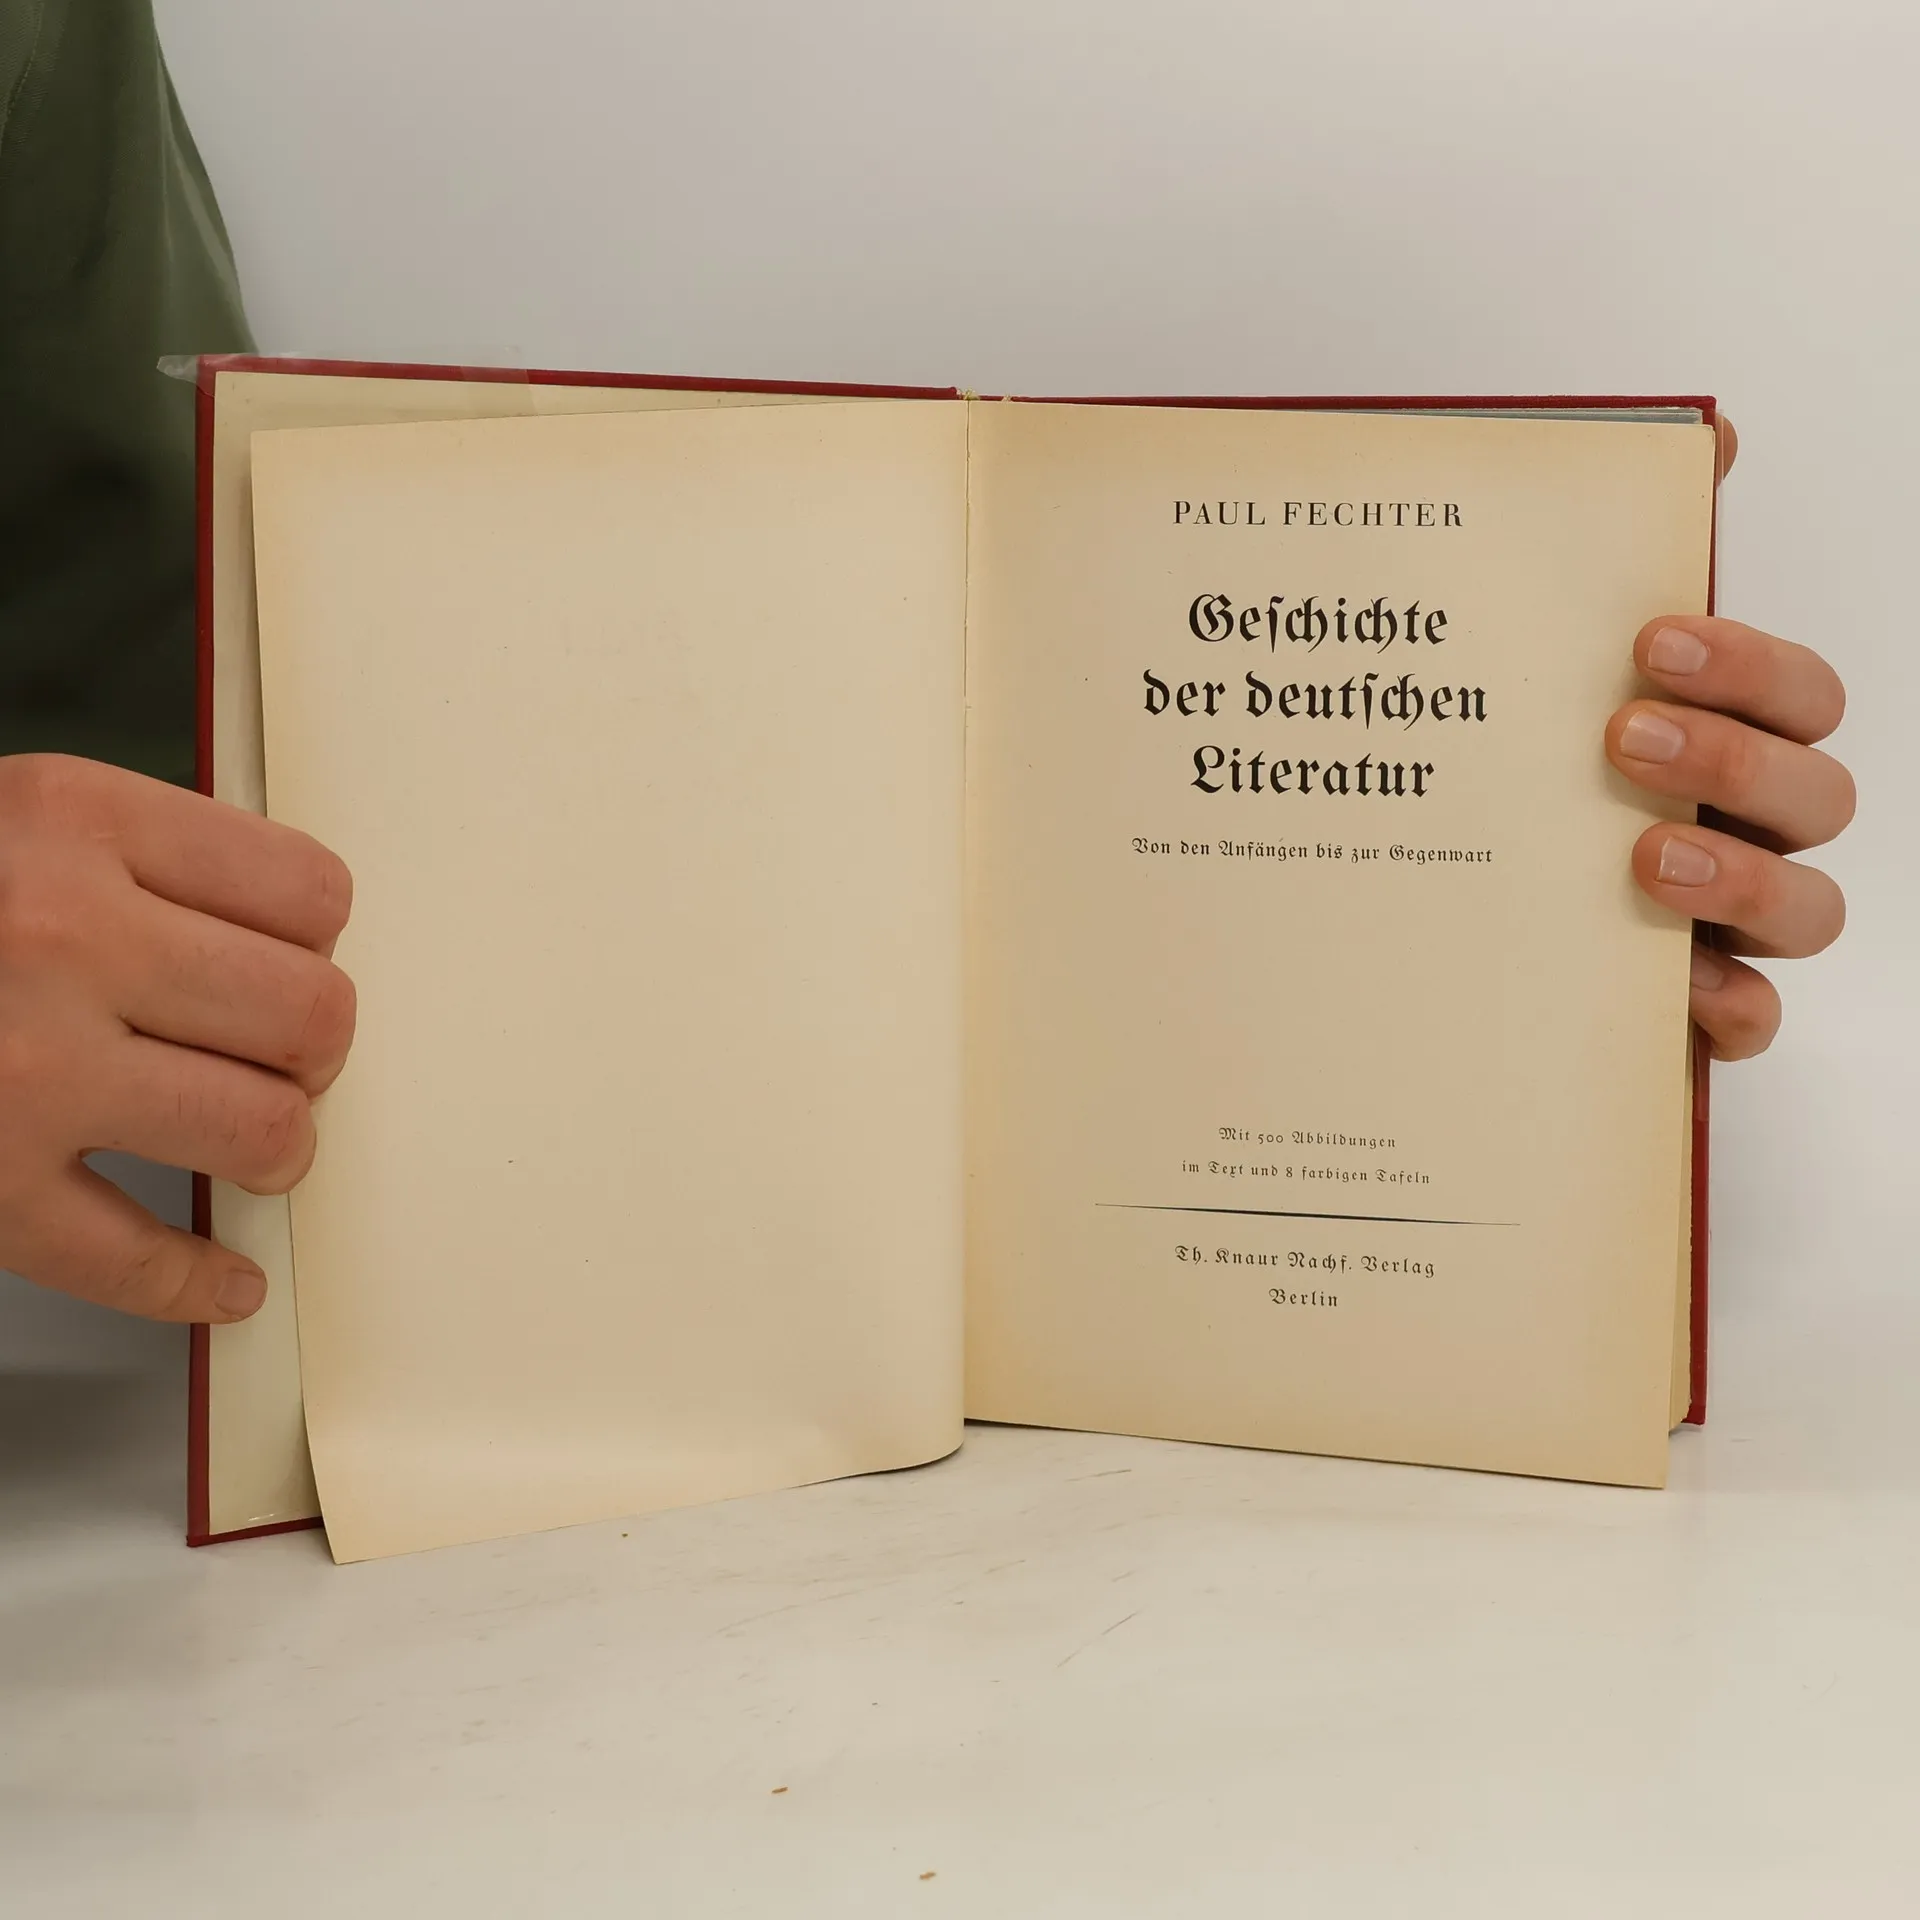 PAUL FECHTER
Geſchichte
der deutſchen
Literatur
Von den Anfängen bis zur Gegenwart
Mit 500 Abbildungen
im Text und 8 farbigen Tafeln
Th. Knaur Nachf. Verlag
Berlin